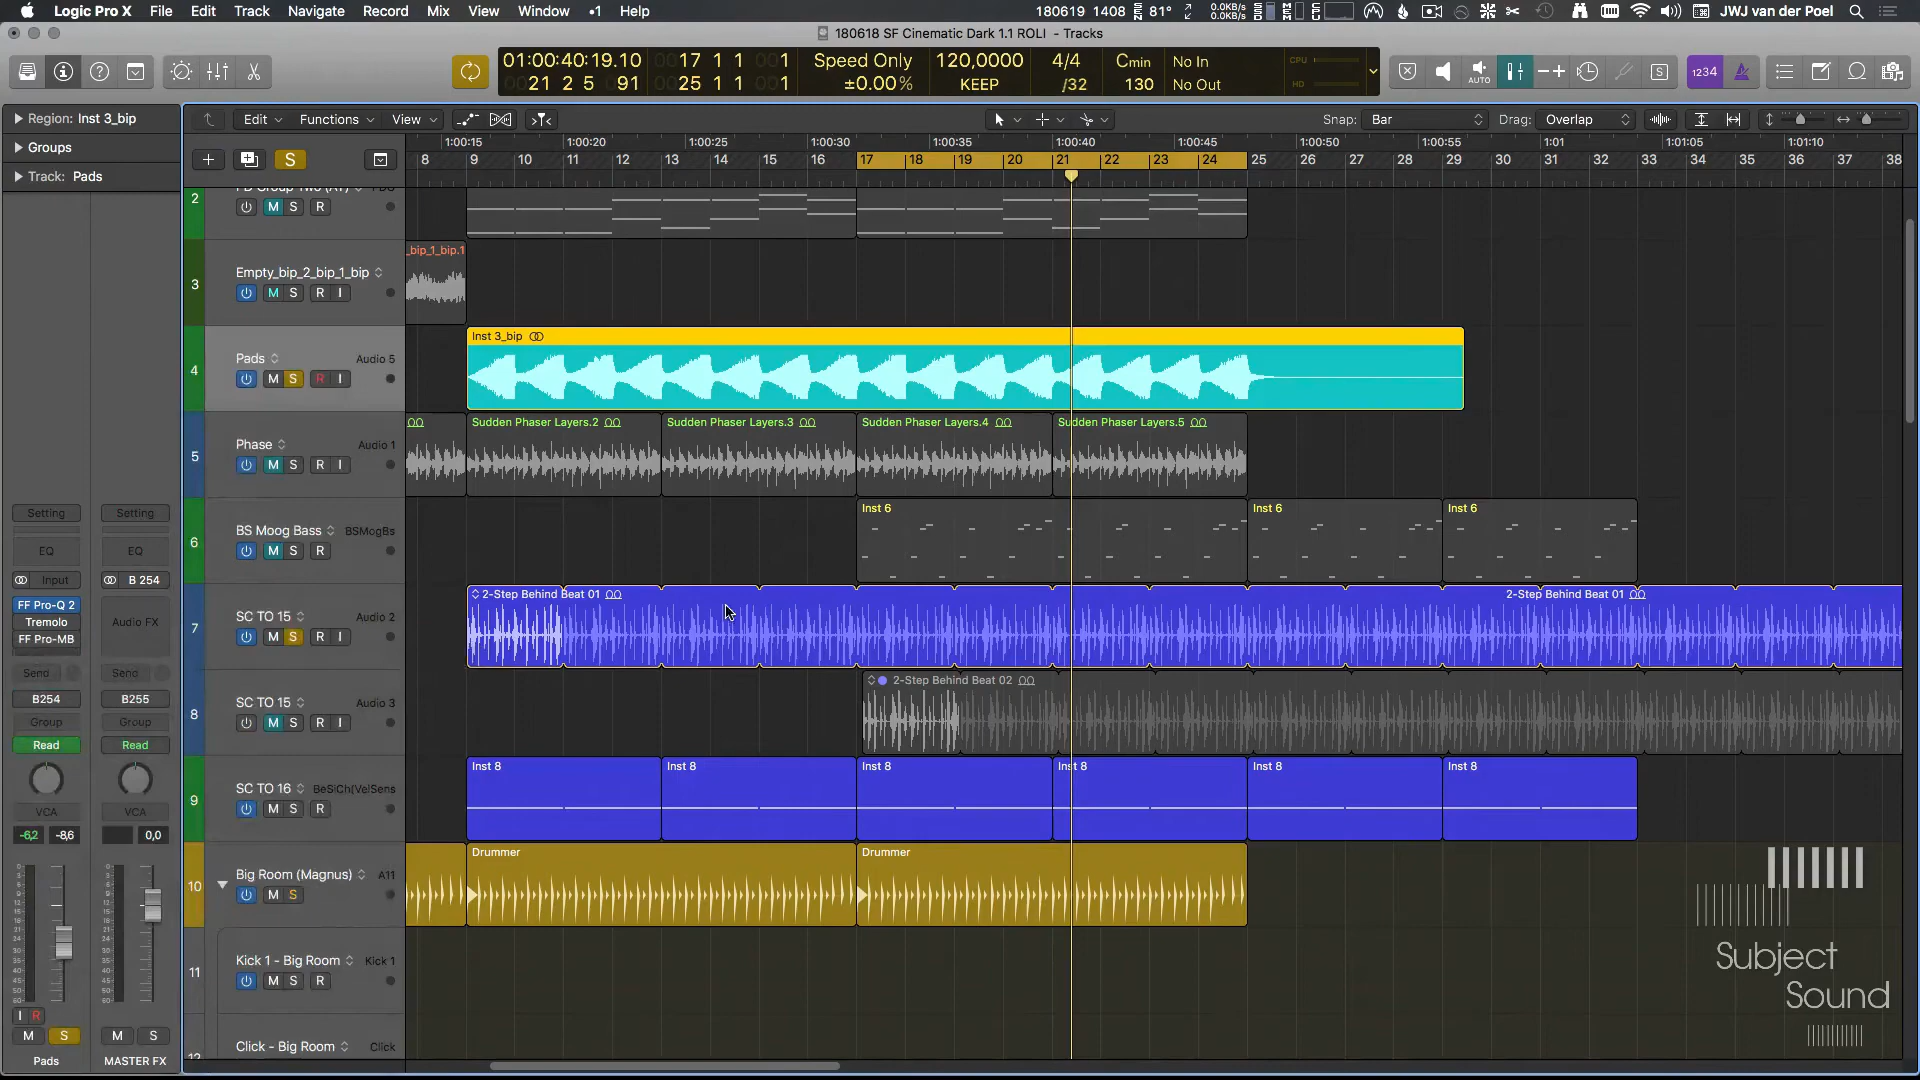 Logic Pro X File Edit Track Navigate Record Mix View Window •1 Help
180619 1408 81° 0.0KB/s 0.0KB/s JWJ van der Poel
180618 SF Cinematic Dark 1.1 ROLI - Tracks
01:00:40:19.10 0017 1 1 001 Speed Only 120,0000 4/4 Cmin No In CPU
21 2 5 91 0025 1 1 001 ±0.00% KEEP /32 130 No Out HD
AUTO S 1234
Region: Inst 3_bip
Groups
Track: Pads
Edit Functions View Snap: Bar Drag: Overlap
1:00:15 1:00:20 1:00:25 1:00:30 1:00:35 1:00:40 1:00:45 1:00:50 1:00:55 1:01 1:01:05 1:01:10
S 8 9 10 11 12 13 14 15 16 17 18 19 20 21 22 23 24 25 26 27 28 29 30 31 32 33 34 35 36 37 38
2
M S R
3 Empty_bip_2_bip_1_bip _bip_1_bip.1
M S R I
4 Pads Audio 5 Inst 3_bip
M S R I
5 Phase Audio 1 Sudden Phaser Layers.2 Sudden Phaser Layers.3 Sudden Phaser Layers.4 Sudden Phaser Layers.5
M S R I
6 BS Moog Bass BSMogBs Inst 6 Inst 6 Inst 6
M S R
7 SC TO 15 Audio 2 2-Step Behind Beat 01 2-Step Behind Beat 01
M S R I
8 SC TO 15 Audio 3 2-Step Behind Beat 02
M S R I
9 SC TO 16 BeSiCh(Ve!Sens Inst 8 Inst 8 Inst 8 Inst 8 Inst 8 Inst 8
M S R
10 Big Room (Magnus) A11 Drummer Drummer
M S
11 Kick 1 - Big Room Kick 1
M S R
Click - Big Room Click
Setting Setting
EQ EQ
Input B 254
FF Pro-Q 2
Tremolo Audio FX
FF Pro-MB
Send Send
B254 B255
Group Group
Read Read
VCA VCA
-6,2 -8,6 0,0
I R
M S M S
Pads MASTER FX
Subject
Sound